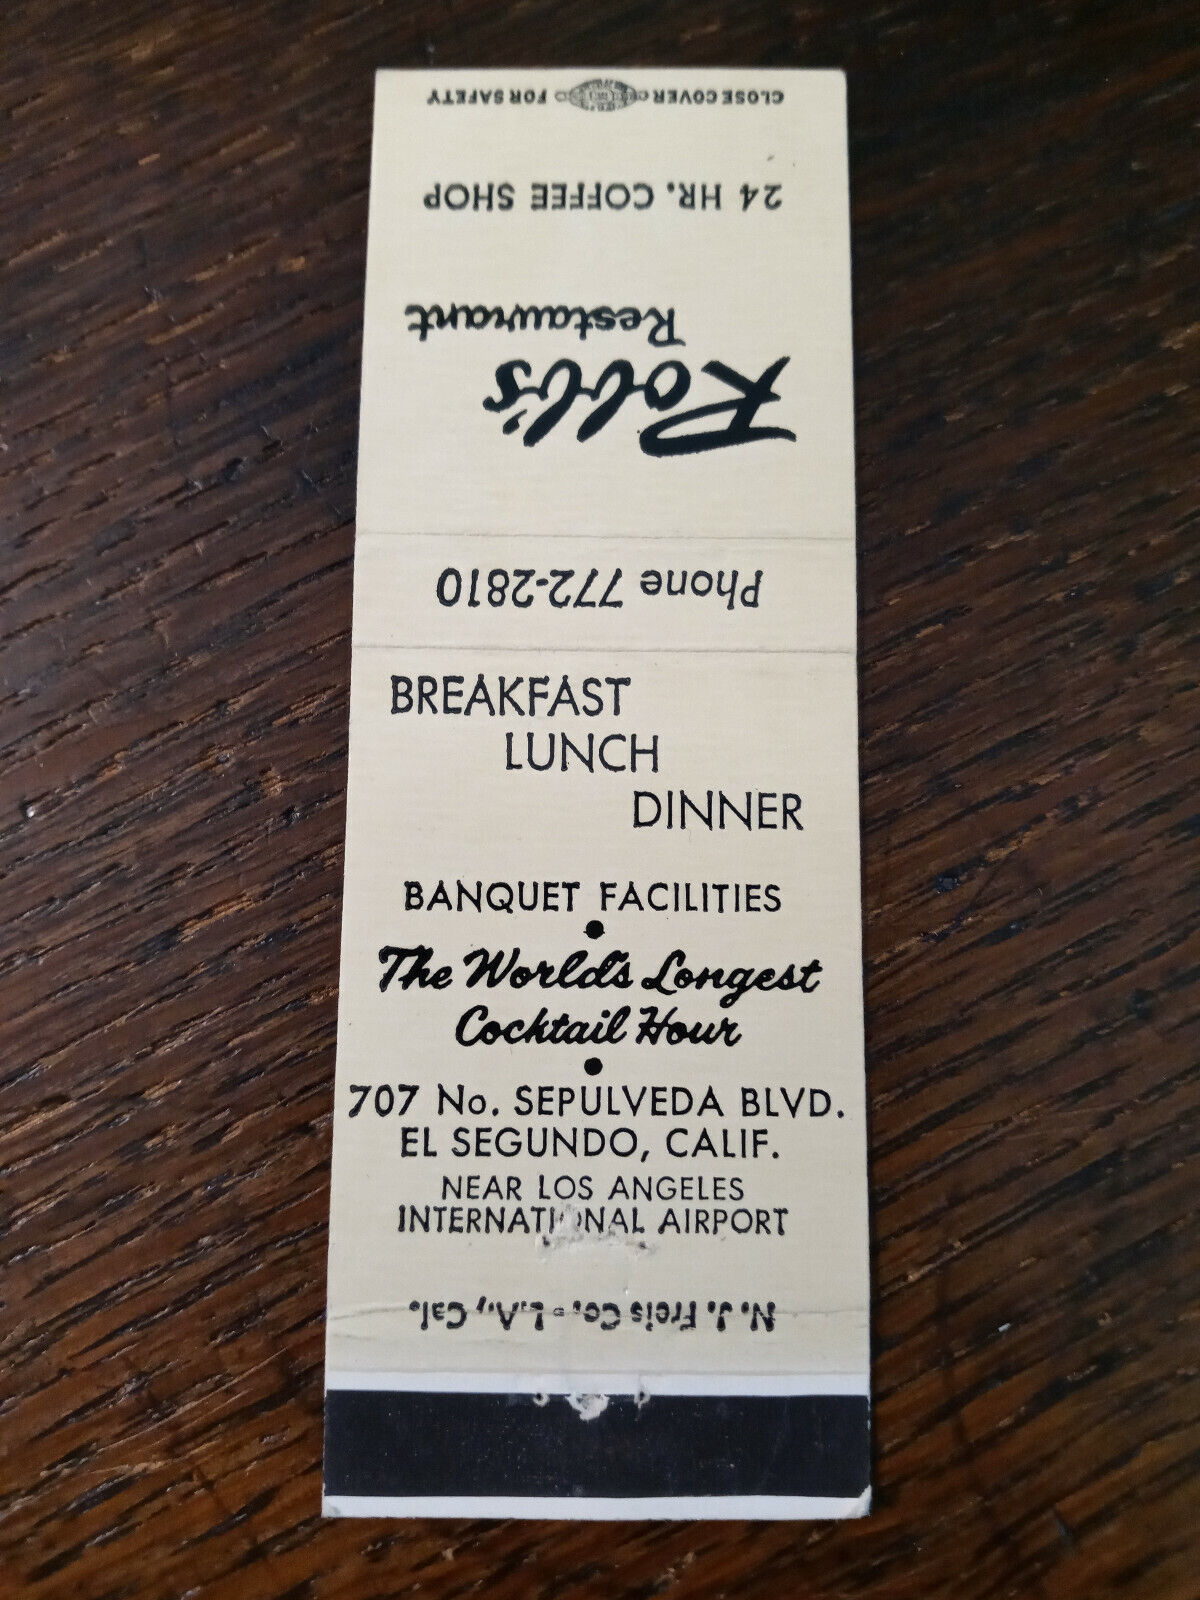 CLOSE COVER FOR SAFETY
24 HR. COFFEE SHOP
Robb's
Restaurant
Phone 772-2810
BREAKFAST
LUNCH
DINNER
BANQUET FACILITIES
The World's Longest
Cocktail Hour
707 No. SEPULVEDA BLVD.
EL SEGUNDO, CALIF.
NEAR LOS ANGELES
INTERNATIONAL AIRPORT
N. J. Freis Co. - L.A., Cal.